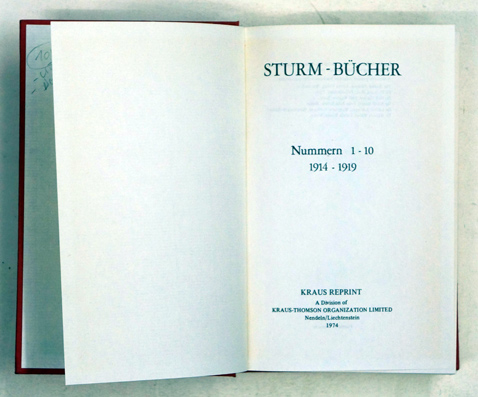 STURM - BÜCHER
Nummern 1 - 10
1914 - 1919
KRAUS REPRINT
A Division of
KRAUS-THOMSON ORGANIZATION LIMITED
Nendeln/Liechtenstein
1974